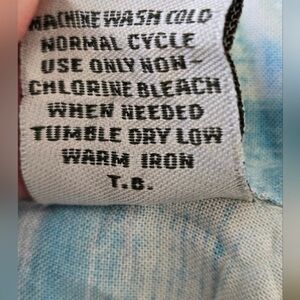 MACHINE WASH COLD
NORMAL CYCLE
USE ONLY NON-
CHLORINE BLEACH
WHEN NEEDED
TUMBLE DRY LOW
WARM IRON
T.B.